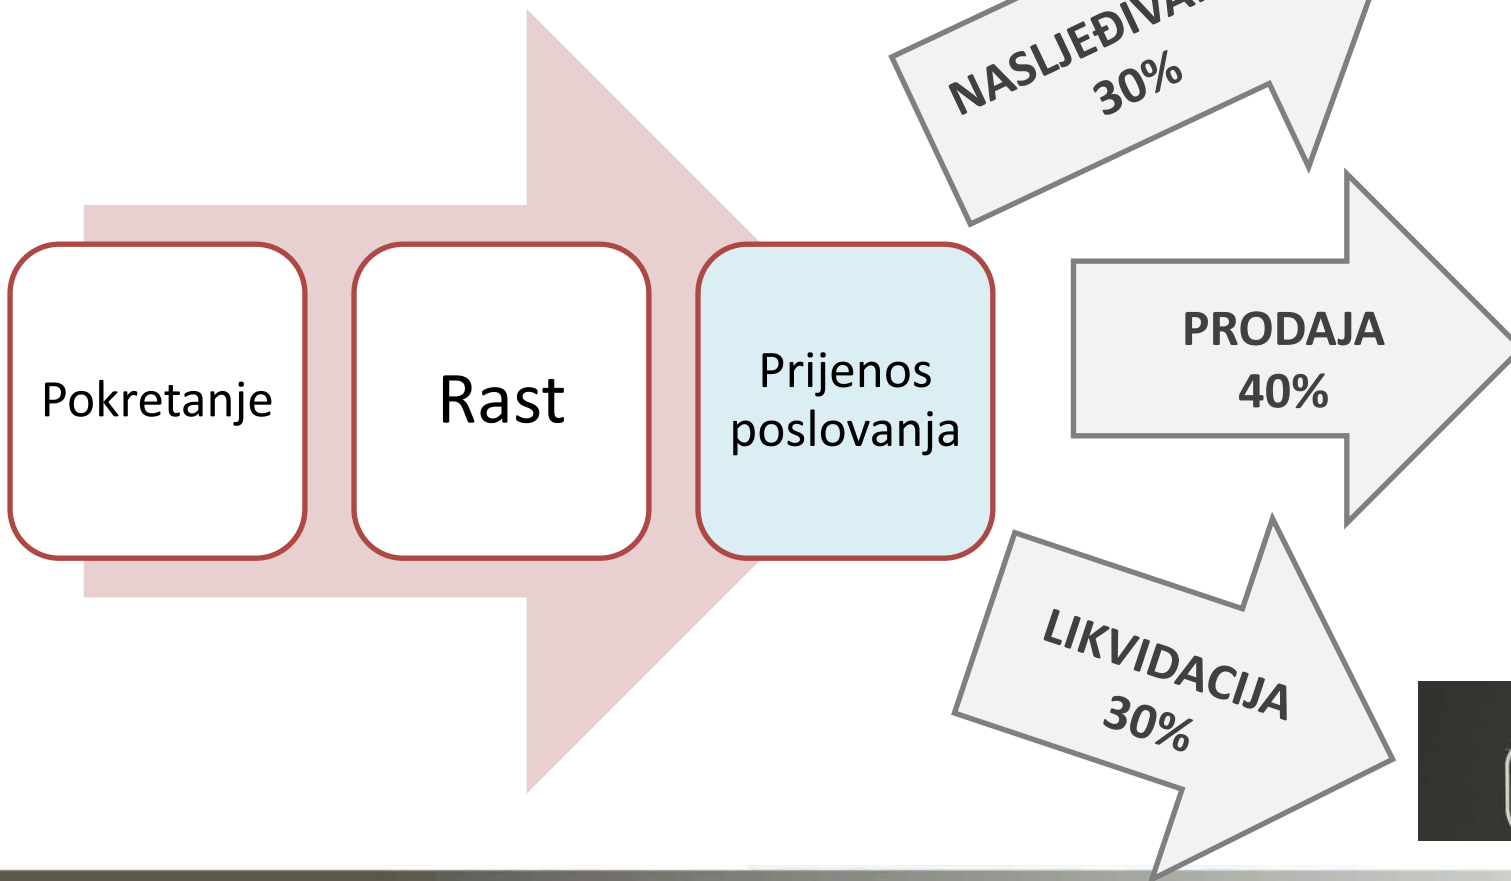 Pokretanje
Rast
Prijenos
poslovanja
30%
PRODAJA
40%
LIKVIDACIJA
30%